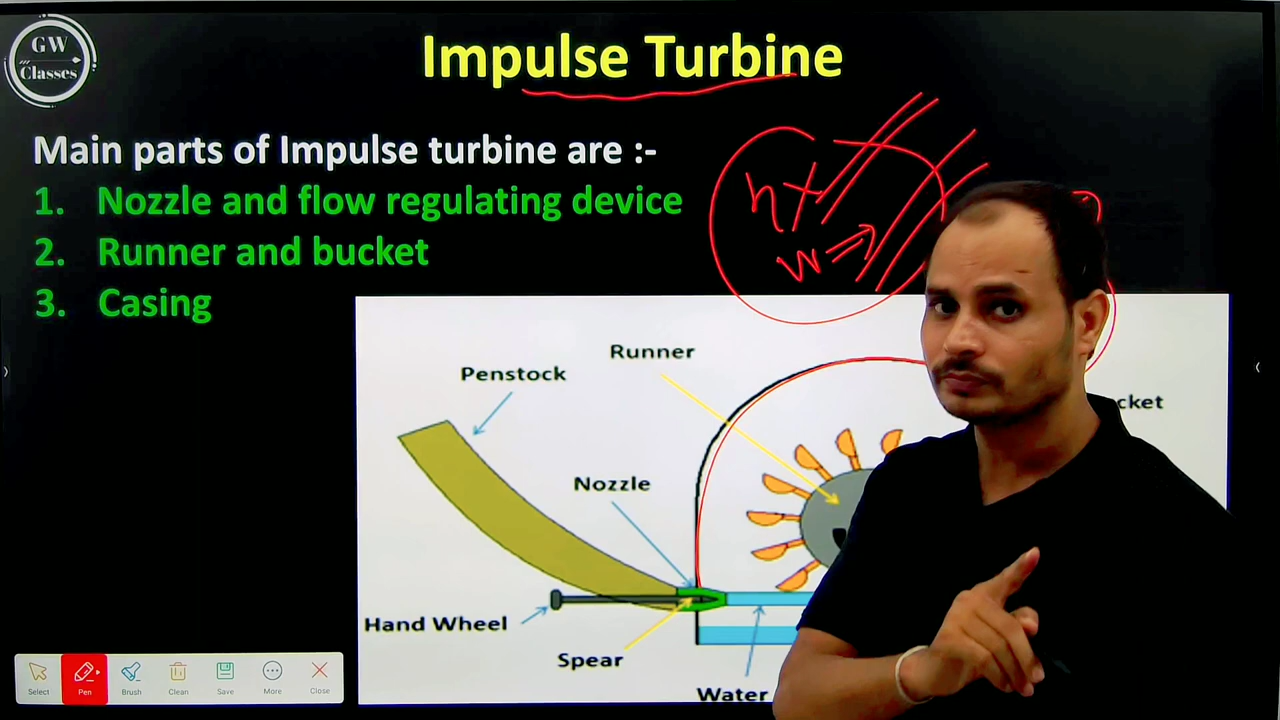 GW
Classes
Impulse Turbine
Main parts of Impulse turbine are :-
1. Nozzle and flow regulating device
2. Runner and bucket
3. Casing
Runner
Penstock
cket
Nozzle
Hand Wheel
Spear
Water
Select
Pen
Brush
Clean
Save
More
Close